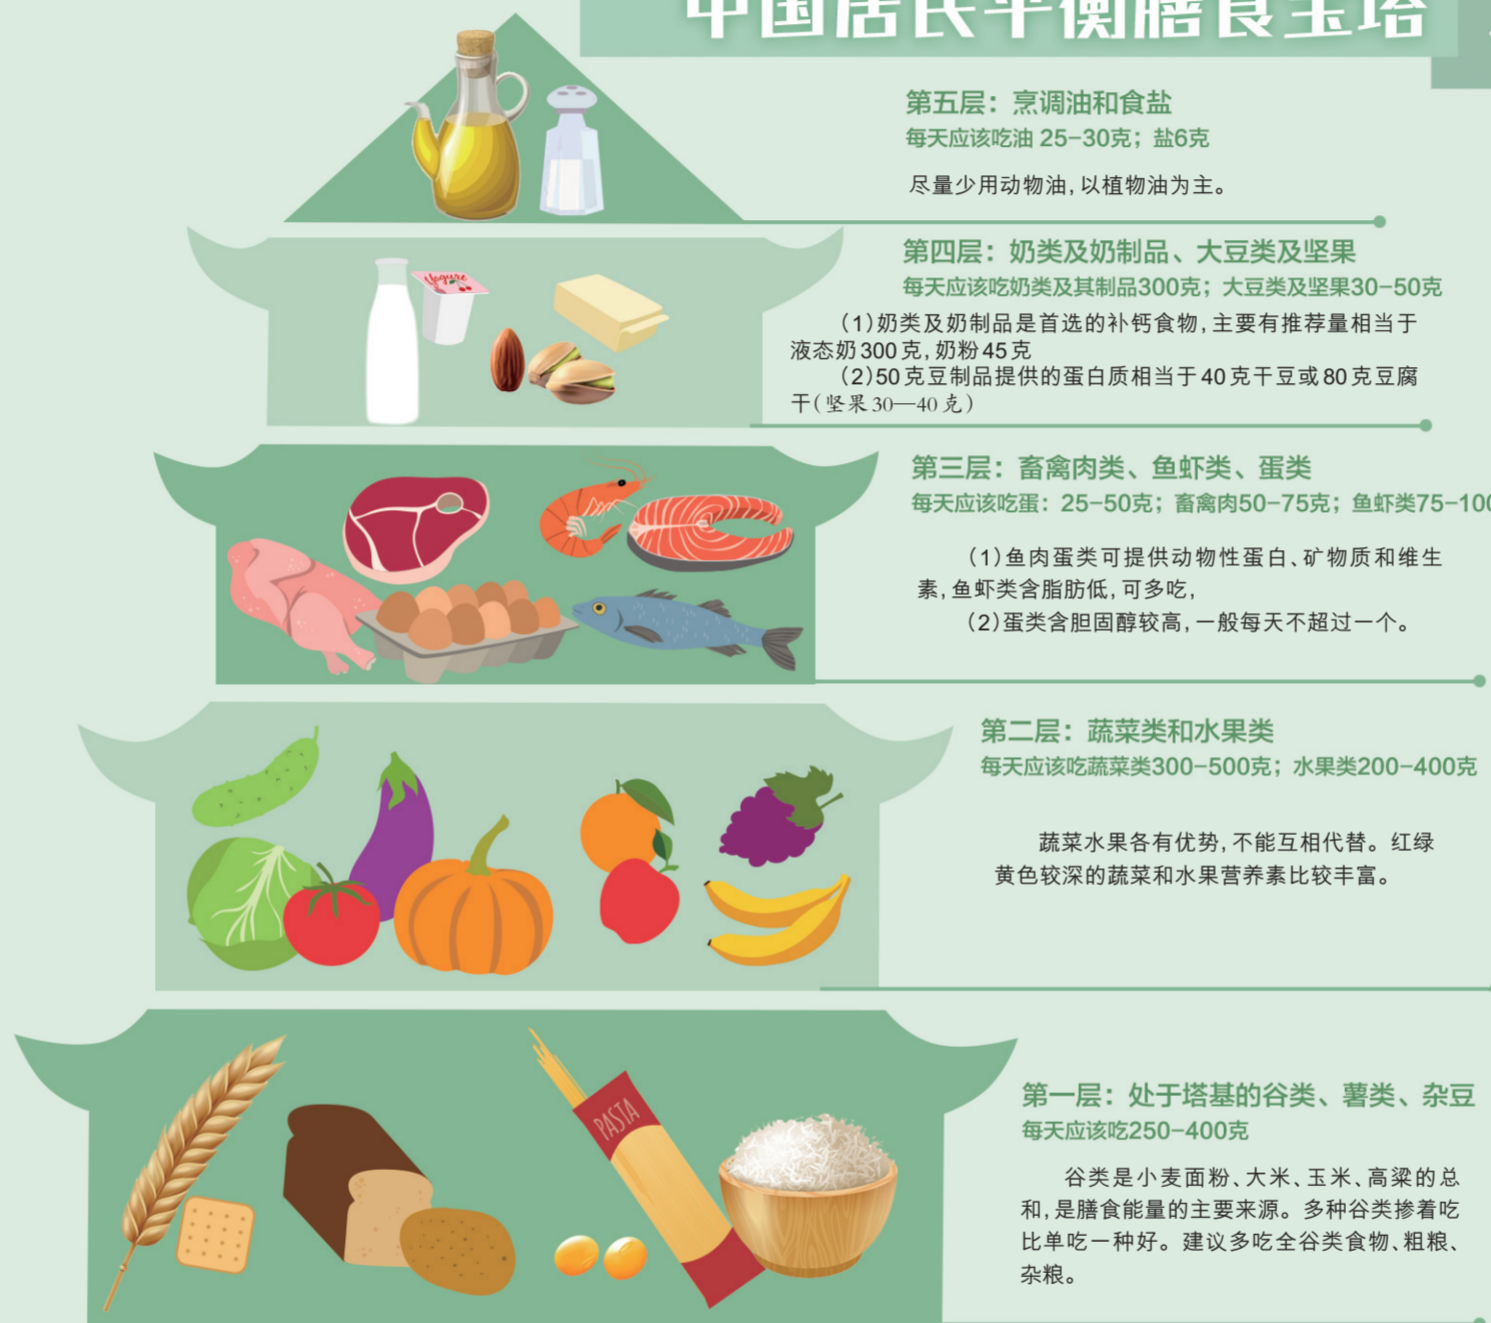 中国居民平衡膳食宝塔
第五层：烹调油和食盐
每天应该吃油 25-30克；盐6克
尽量少用动物油，以植物油为主。
第四层：奶类及奶制品、大豆类及坚果
每天应该吃奶类及其制品300克；大豆类及坚果30-50克
（1）奶类及奶制品是首选的补钙食物，主要有推荐量相当于
液态奶300克，奶粉45克
（2）50克豆制品提供的蛋白质相当于40克干豆或80克豆腐
干（坚果30—40克）
Yogure
第三层：畜禽肉类、鱼虾类、蛋类
每天应该吃蛋：25-50克；畜禽肉50-75克；鱼虾类75-100
（1）鱼肉蛋类可提供动物性蛋白、矿物质和维生
素，鱼虾类含脂肪低，可多吃，
（2）蛋类含胆固醇较高，一般每天不超过一个。
第二层：蔬菜类和水果类
每天应该吃蔬菜类300-500克；水果类200-400克
蔬菜水果各有优势，不能互相代替。红绿
黄色较深的蔬菜和水果营养素比较丰富。
第一层：处于塔基的谷类、薯类、杂豆
每天应该吃250-400克
谷类是小麦面粉、大米、玉米、高粱的总
和，是膳食能量的主要来源。多种谷类掺着吃
比单吃一种好。建议多吃全谷类食物、粗粮、
杂粮。
PASTA